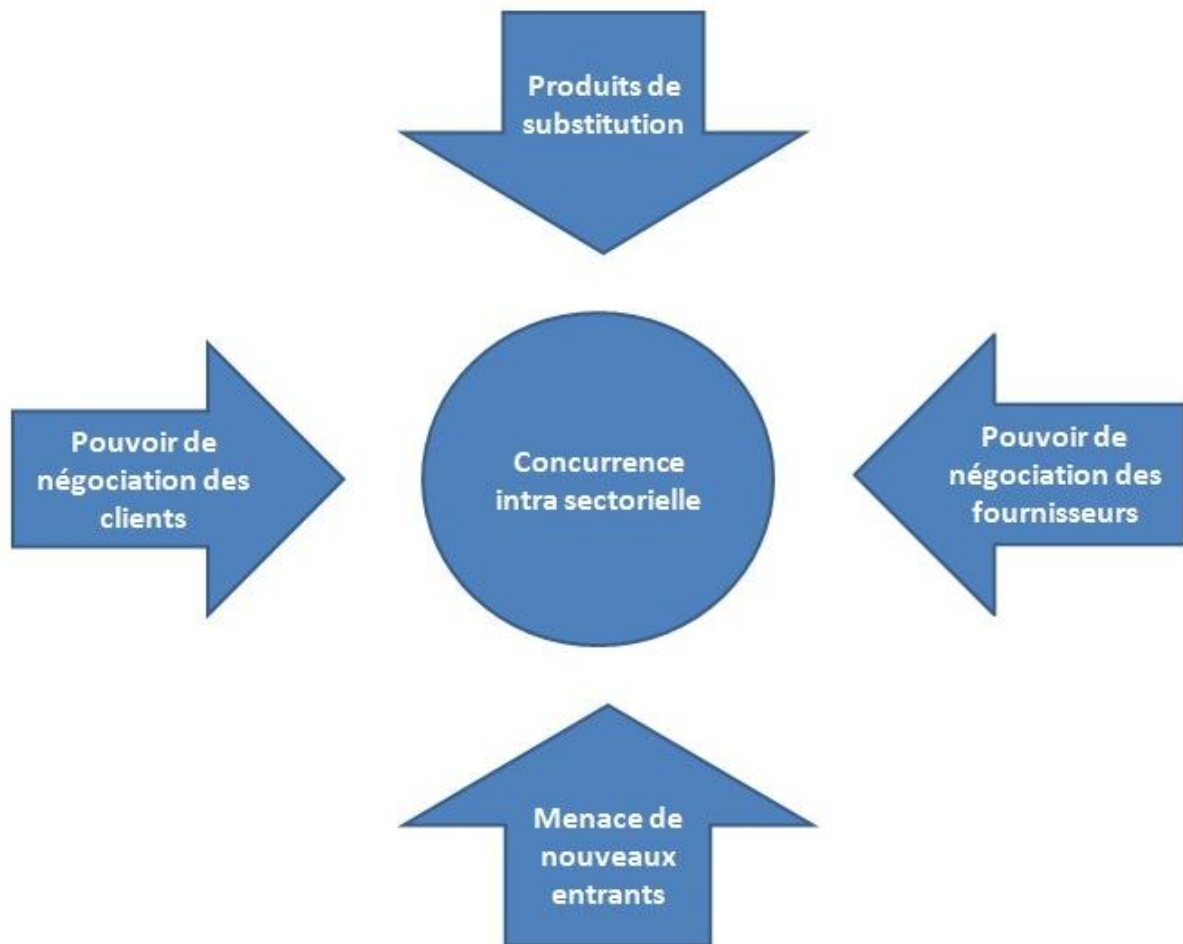 Produits de
substitution
Pouvoir de
négociation des
clients
Concurrence
intra sectorielle
Pouvoir de
négociation des
fournisseurs
Menace de
nouveaux
entrants